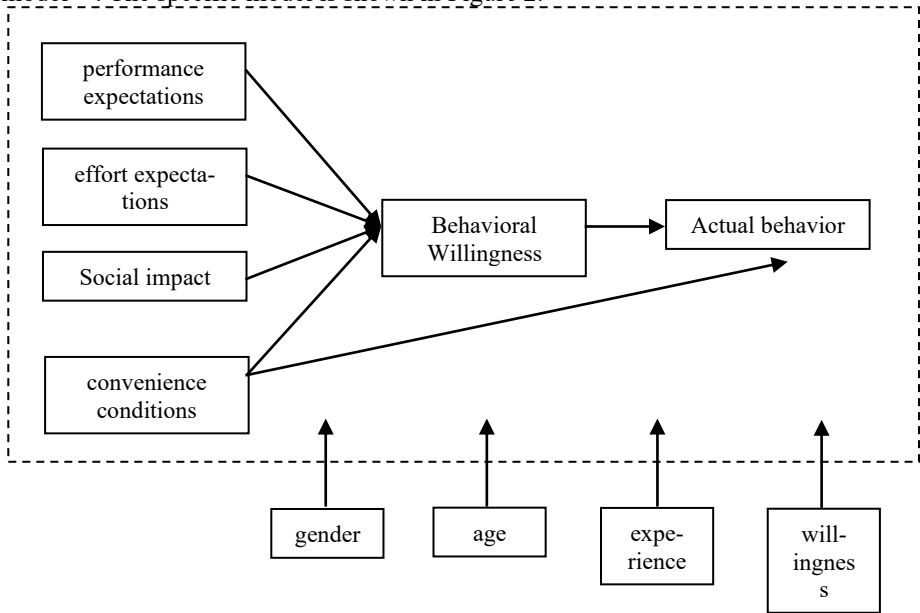 performance
expectations
effort expecta-
tions
Social impact
convenience
conditions
Behavioral
Willingness
Actual behavior
gender
age
expe-
rience
will-
ingnes
s